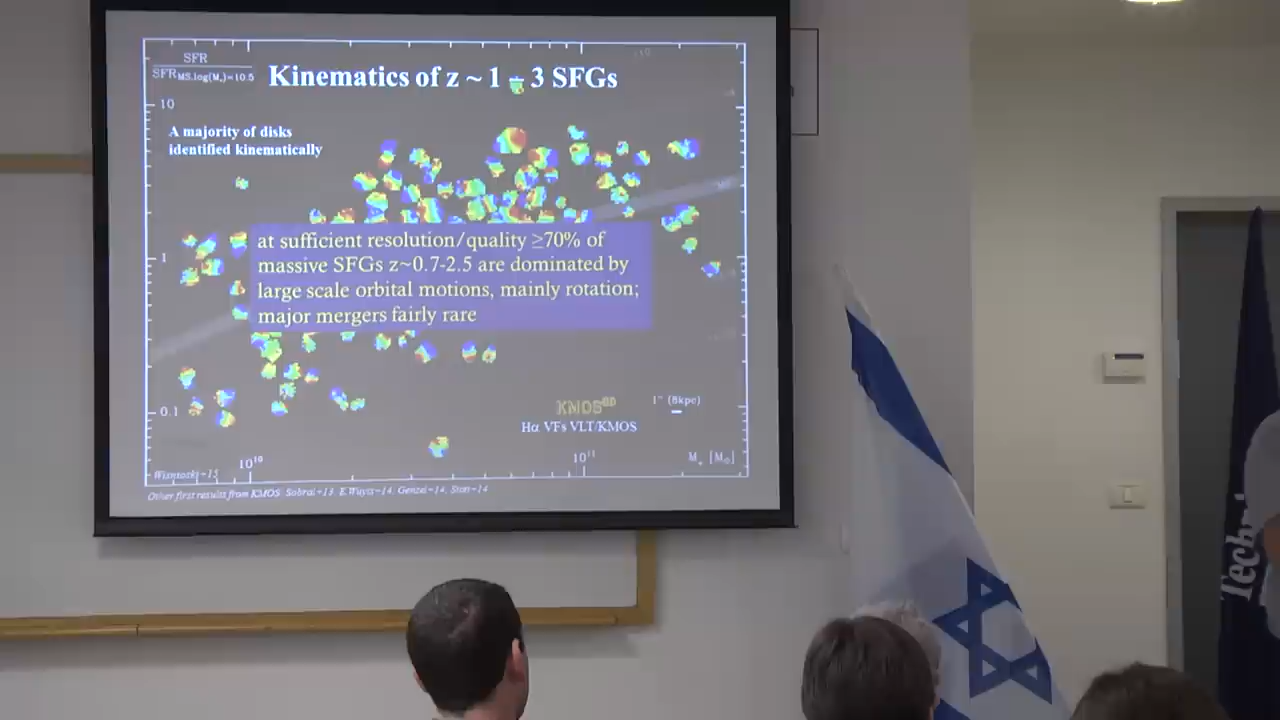 SFR
SFRMS,log(M*)=10.5
Kinematics of z ~ 1 – 3 SFGs
10
A majority of disks
identified kinematically
at sufficient resolution/quality ≥70% of
massive SFGs z~0.7-2.5 are dominated by
large scale orbital motions, mainly rotation;
major mergers fairly rare
1
0.1
KMOS3D
1" (8kpc)
Hα VFs VLT/KMOS
10^10
10^11
M* [M⊙]
Wisnioski+15
Other first results from KMOS: Sobral+13, E.Wuyts+14, Genzel+14, Stott+14
Techni